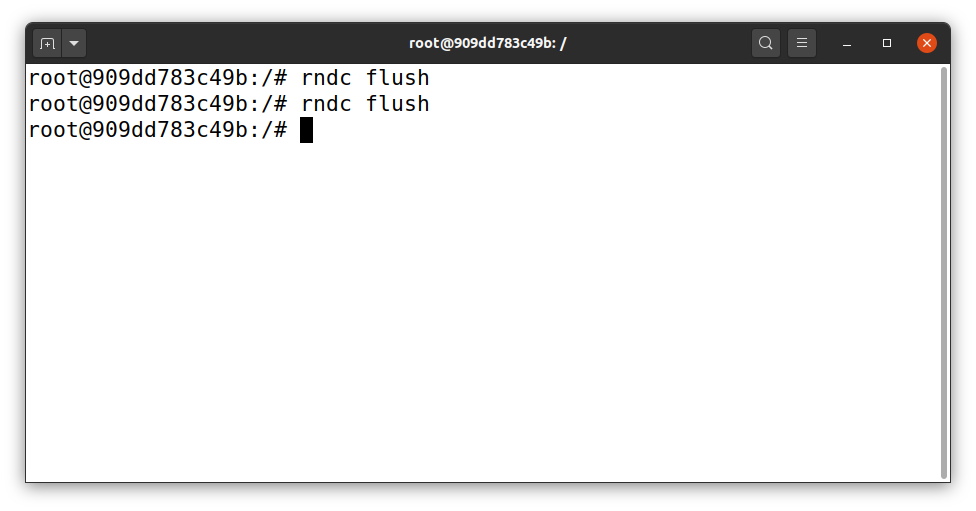 root@909dd783c49b: /
root@909dd783c49b:/# rndc flush
root@909dd783c49b:/# rndc flush
root@909dd783c49b:/#